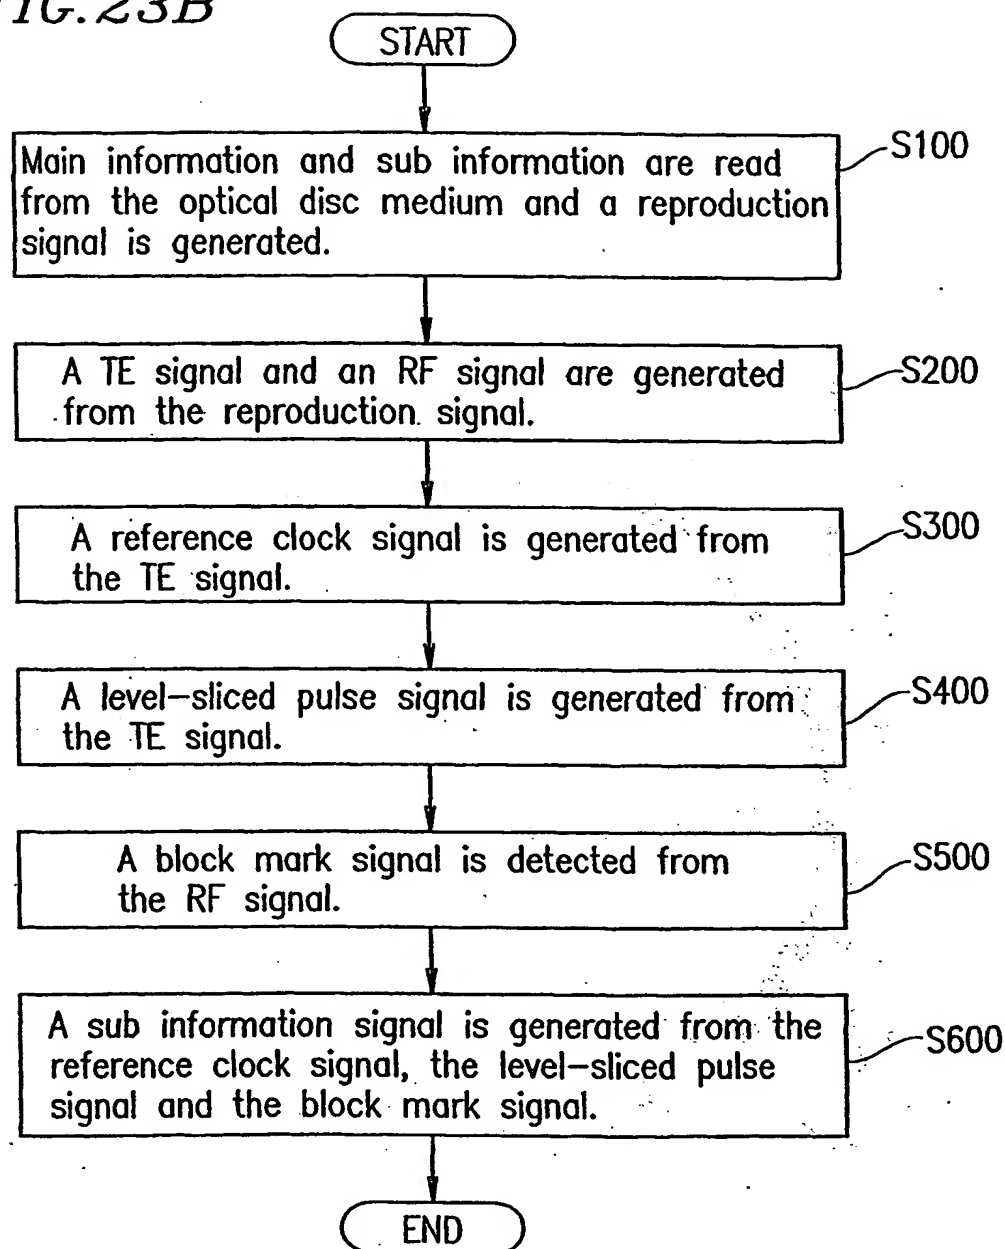 FIG.23B
START
Main information and sub information are read
from the optical disc medium and a reproduction
signal is generated.
S100
A TE signal and an RF signal are generated
from the reproduction signal.
S200
A reference clock signal is generated from
the TE signal.
S300
A level-sliced pulse signal is generated from
the TE signal.
S400
A block mark signal is detected from
the RF signal.
S500
A sub information signal is generated from the
reference clock signal, the level-sliced pulse
signal and the block mark signal.
S600
END